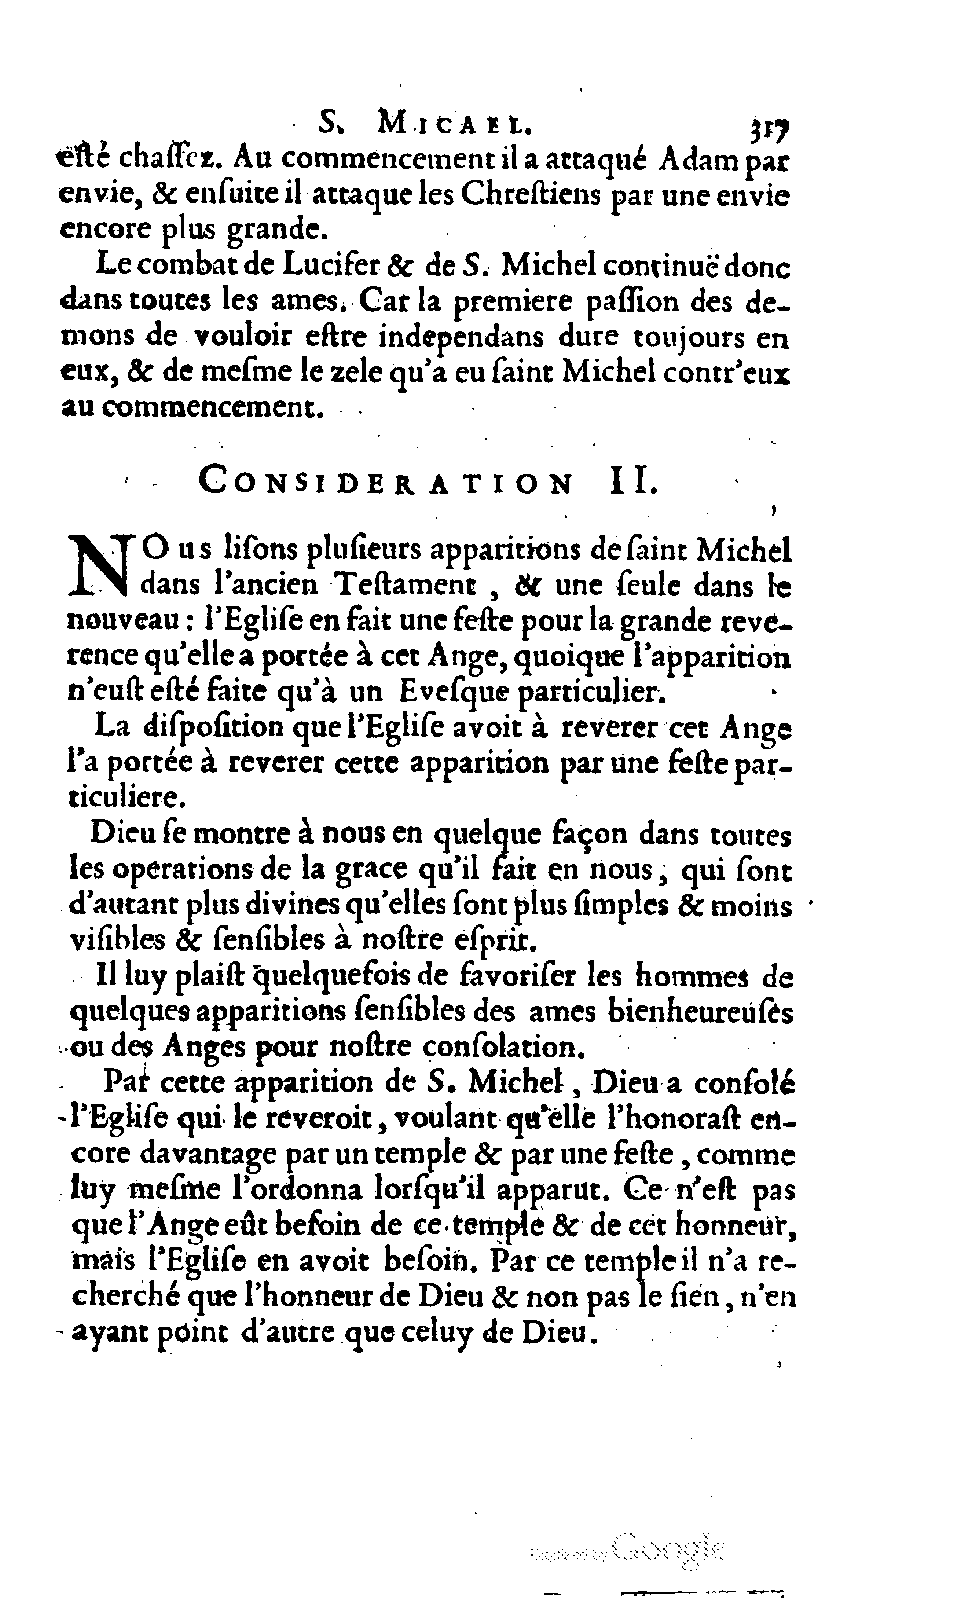 S. MICAEL. 317
eſté chaſſez. Au commencement il a attaqué Adam par
envie, & enſuite il attaque les Chreſtiens par une envie
encore plus grande.
Le combat de Lucifer & de S. Michel continuë donc
dans toutes les ames. Car la premiere paſſion des de-
mons de vouloir eſtre independans dure toujours en
eux, & de meſme le zele qu'a eu ſaint Michel contr'eux
au commencement.
CONSIDERATION II.
NOus liſons pluſieurs apparitions de ſaint Michel
dans l'ancien Teſtament, & une ſeule dans le
nouveau: l'Egliſe en fait une feſte pour la grande reve-
rence qu'elle a portée à cet Ange, quoique l'apparition
n'euſt eſté faite qu'à un Eveſque particulier.
La diſpoſition que l'Egliſe avoit à reverer cet Ange
l'a portée à reverer cette apparition par une feſte par-
ticuliere.
Dieu ſe montre à nous en quelque façon dans toutes
les operations de la grace qu'il fait en nous, qui ſont
d'autant plus divines qu'elles ſont plus ſimples & moins
viſibles & ſenſibles à noſtre eſprit.
Il luy plaiſt quelquefois de favoriſer les hommes de
quelques apparitions ſenſibles des ames bienheureuſes
ou des Anges pour noſtre conſolation.
Par cette apparition de S. Michel, Dieu a conſolé
l'Egliſe qui le reveroit, voulant qu'elle l'honoraſt en-
core davantage par un temple & par une feſte, comme
luy meſme l'ordonna lorſqu'il apparut. Ce n'eſt pas
que l'Ange eût beſoin de ce temple & de cet honneur,
mais l'Egliſe en avoit beſoin. Par ce temple il n'a re-
cherché que l'honneur de Dieu & non pas le ſien, n'en
ayant point d'autre que celuy de Dieu.
Google